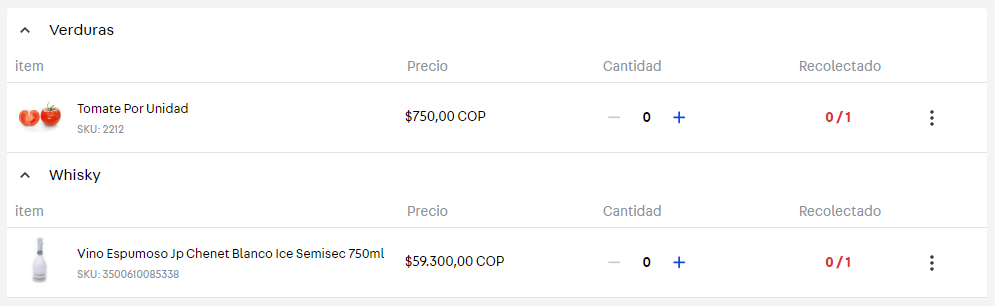 Verduras
item Precio Cantidad Recolectado
Tomate Por Unidad
SKU: 2212
$750,00 COP
0
0 / 1
Whisky
item Precio Cantidad Recolectado
Vino Espumoso Jp Chenet Blanco Ice Semisec 750ml
SKU: 3500610085338
$59.300,00 COP
0
0 / 1